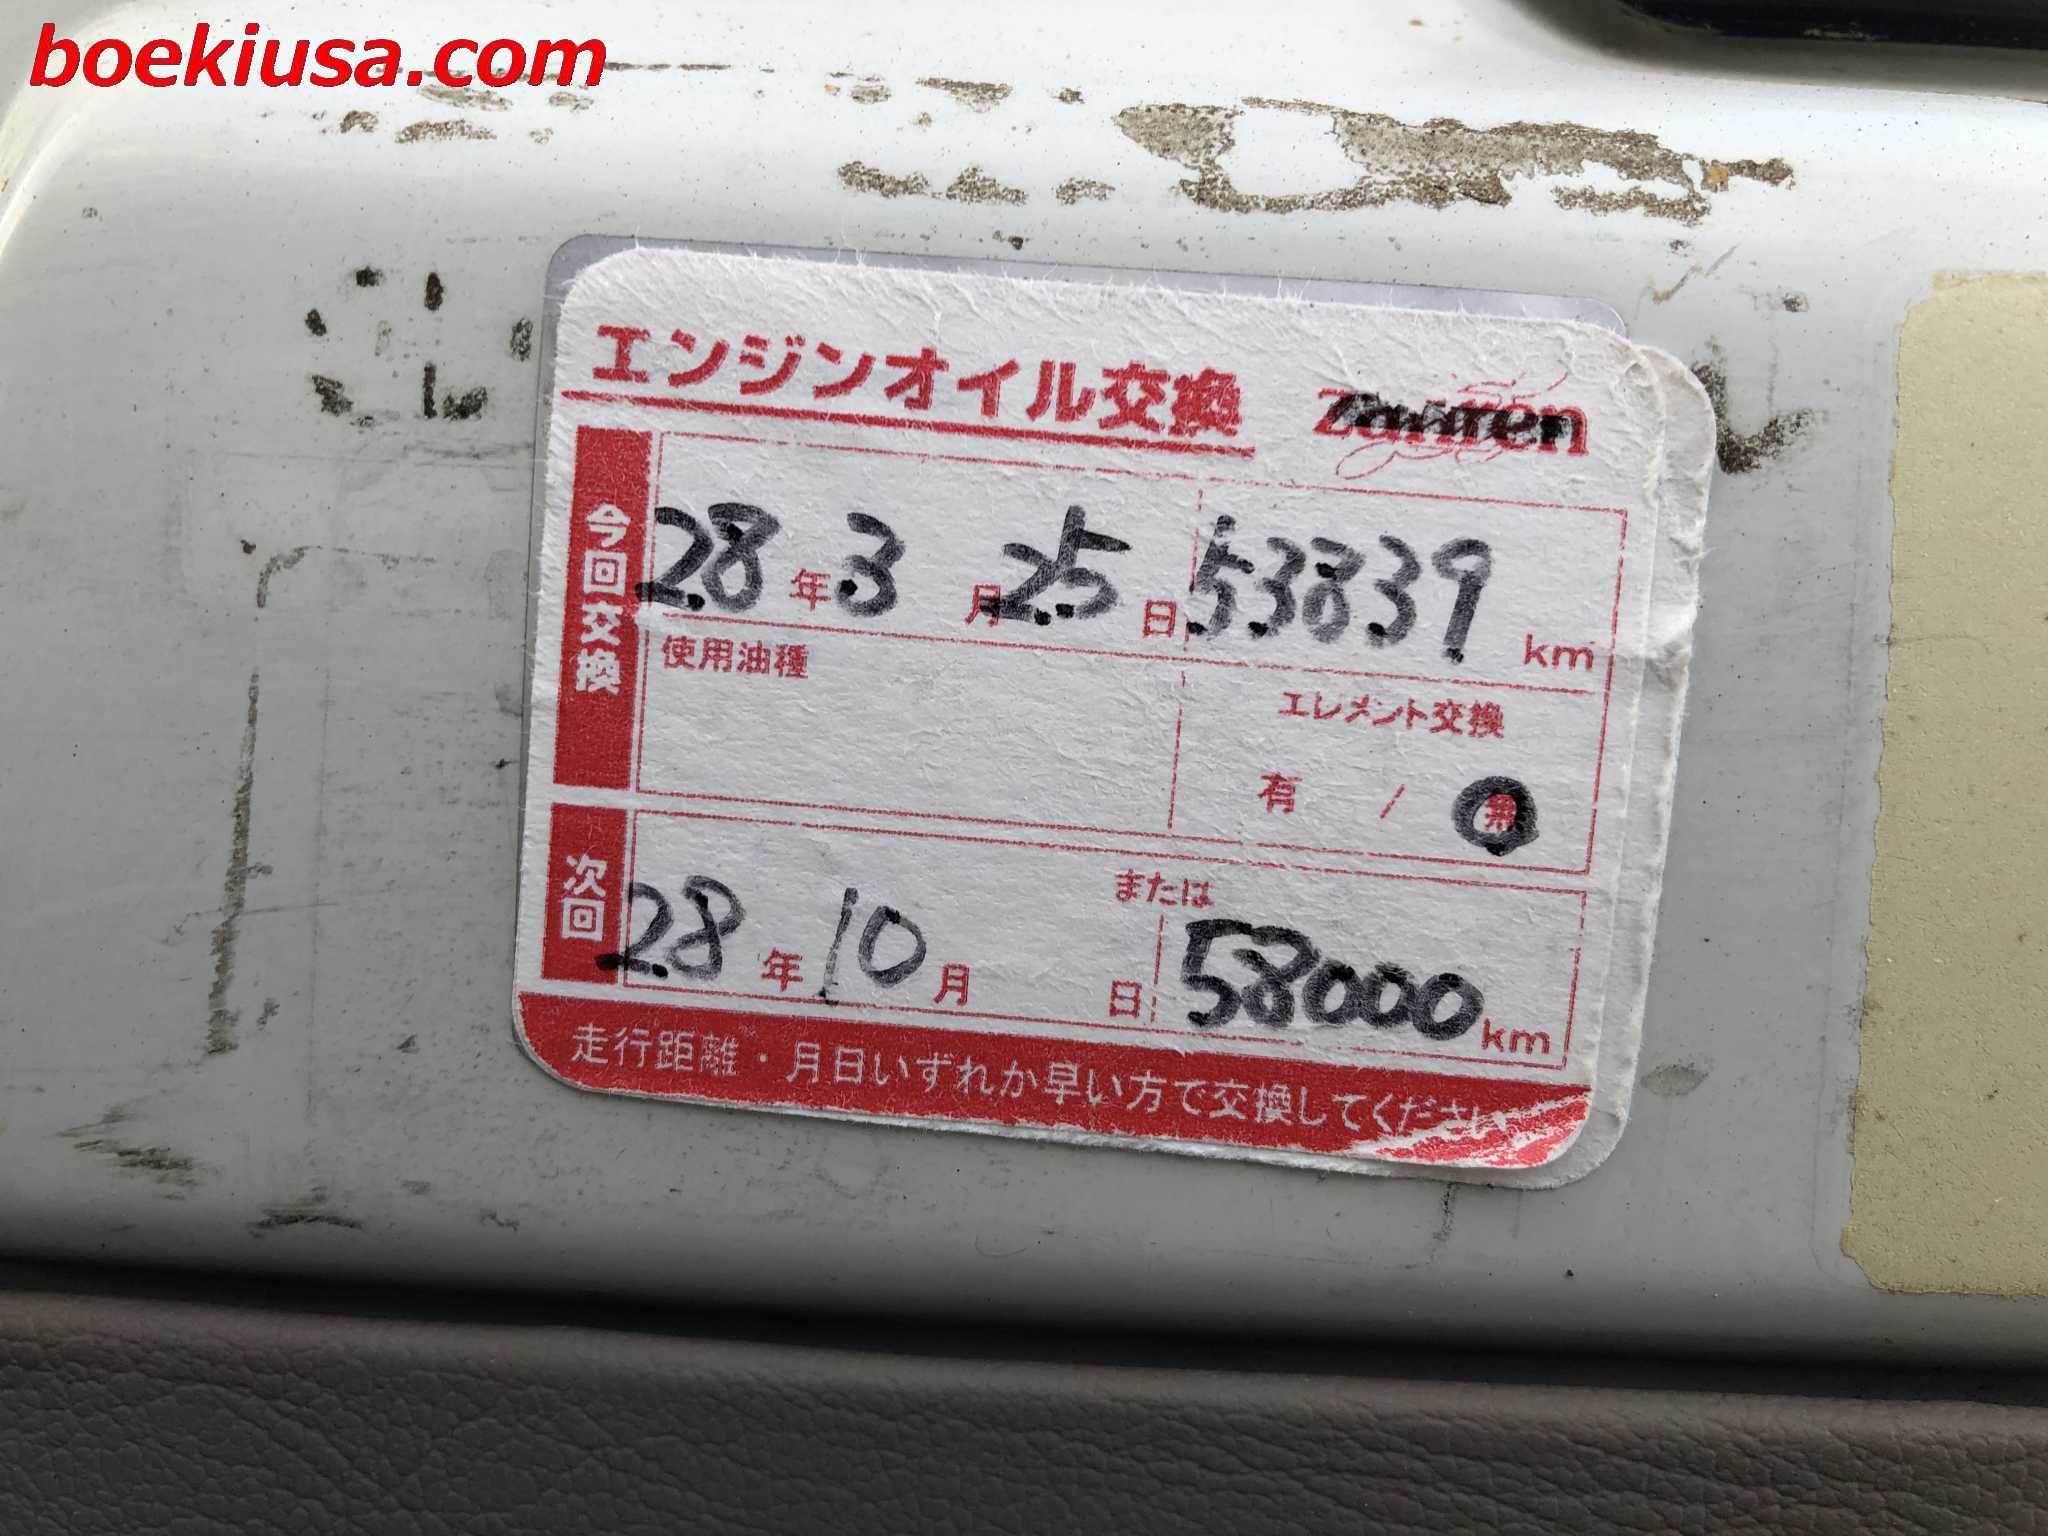 boekiusa.com
エンジンオイル交換 Zenren
今回交換
28年3月25日 53839km
使用油種
エレメント交換
有 / 無
次回
または
28年10月 日 58000km
走行距離・月日いずれか早い方で交換してください